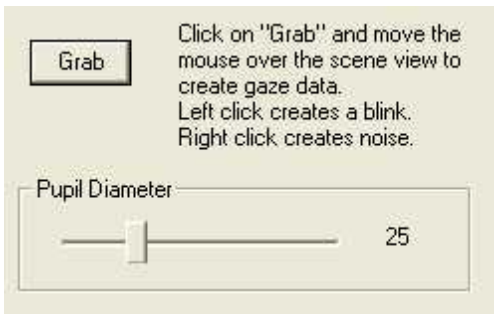 Grab
Click on "Grab" and move the
mouse over the scene view to
create gaze data.
Left click creates a blink.
Right click creates noise.
Pupil Diameter
25